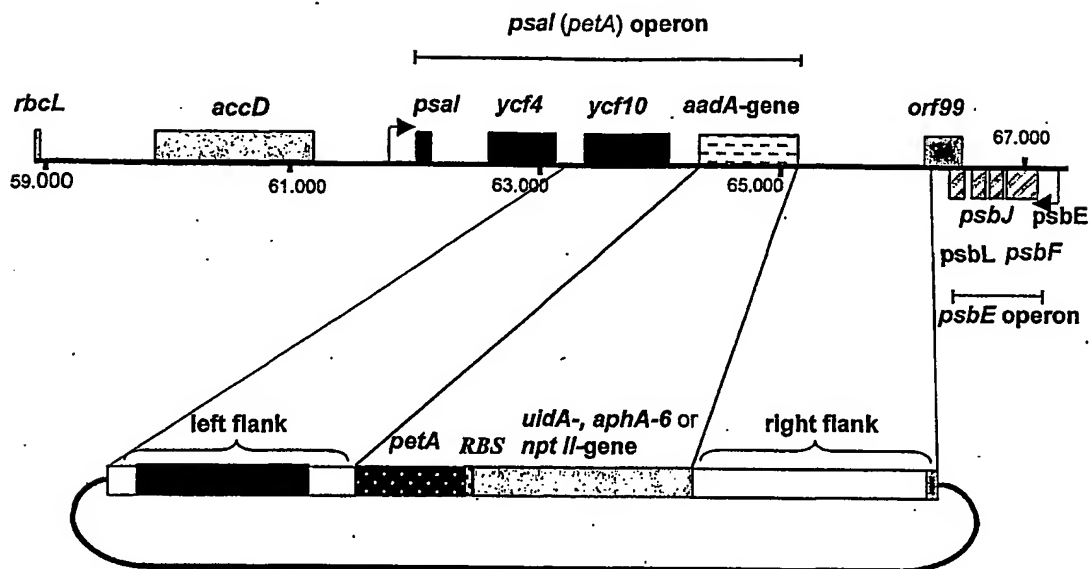 psaI (petA) operon
rbcL accD psaI ycf4 ycf10 aadA-gene orf99
67.000
59.000 61.000 63.000 65.000
psbJ psbE
psbL psbF
psbE operon
left flank petA RBS uidA-, aphA-6 or npt II-gene right flank